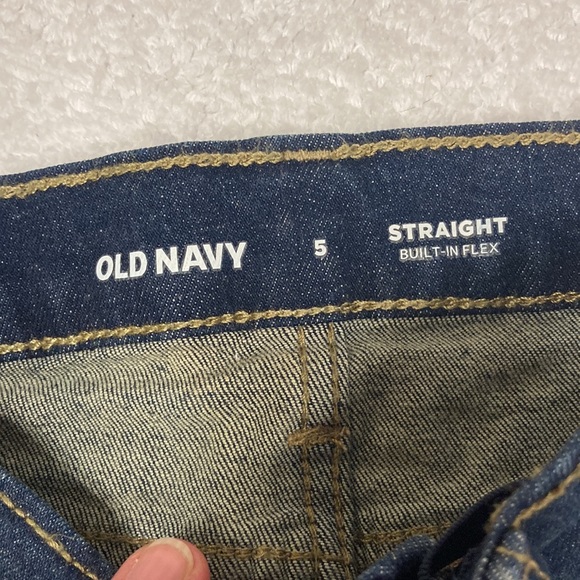 OLD NAVY
5
STRAIGHT
BUILT-IN FLEX